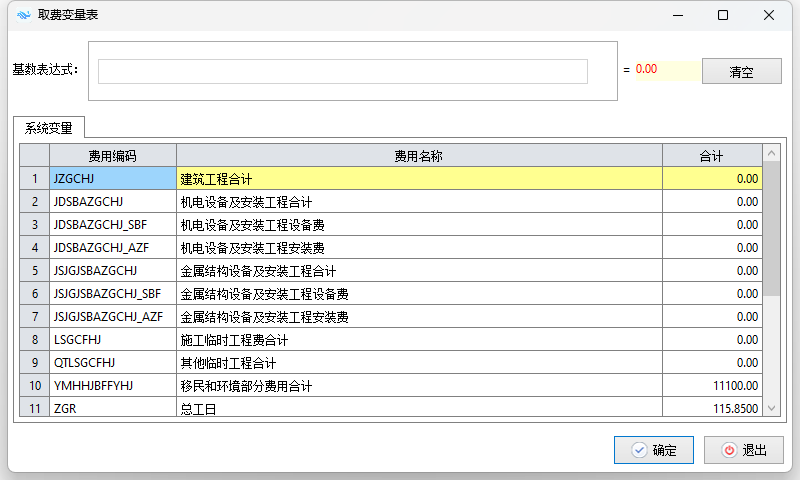 取费变量表
基数表达式： = 0.00 清空
系统变量
费用编码 费用名称 合计
1 JZGCHJ 建筑工程合计 0.00
2 JDSBAZGCHJ 机电设备及安装工程合计 0.00
3 JDSBAZGCHJ_SBF 机电设备及安装工程设备费 0.00
4 JDSBAZGCHJ_AZF 机电设备及安装工程安装费 0.00
5 JSJGJSBAZGCHJ 金属结构设备及安装工程合计 0.00
6 JSJGJSBAZGCHJ_SBF 金属结构设备及安装工程设备费 0.00
7 JSJGJSBAZGCHJ_AZF 金属结构设备及安装工程安装费 0.00
8 LSGCFHJ 施工临时工程费合计 0.00
9 QTLSGCFHJ 其他临时工程合计 0.00
10 YMHHJBFFYHJ 移民和环境部分费用合计 11100.00
11 ZGR 总工日 115.8500
确定 退出